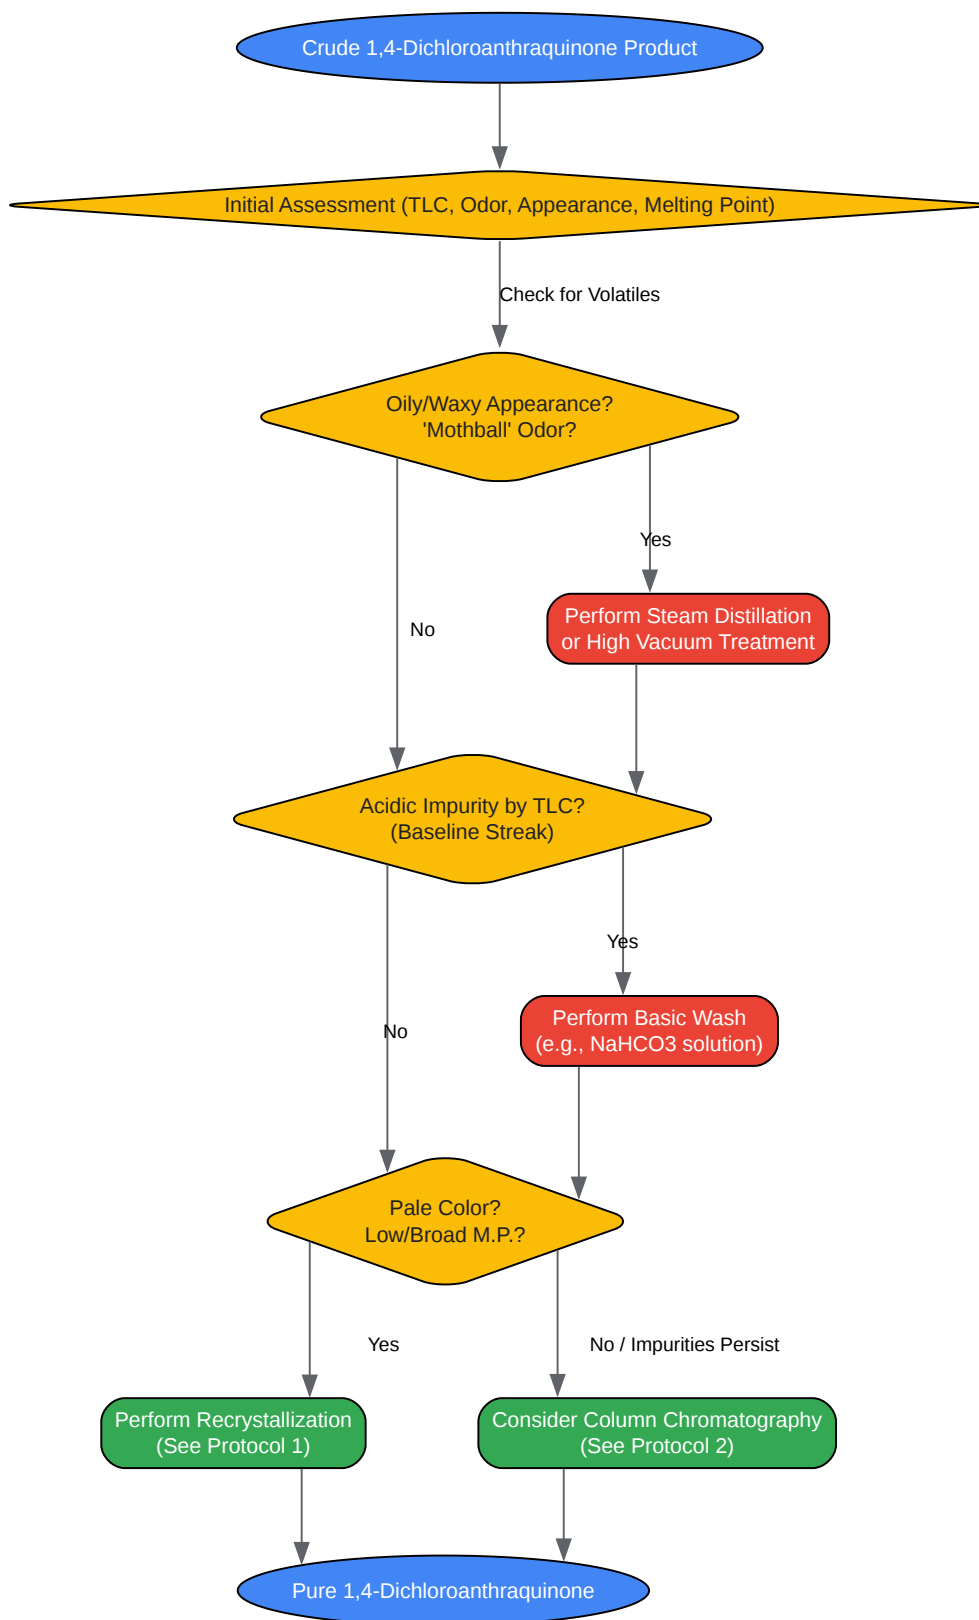 Crude 1,4-Dichloroanthraquinone Product
Initial Assessment (TLC, Odor, Appearance, Melting Point)
Check for Volatiles
Oily/Waxy Appearance?
'Mothball' Odor?
Yes
Perform Steam Distillation
or High Vacuum Treatment
No
Acidic Impurity by TLC?
(Baseline Streak)
Yes
Perform Basic Wash
(e.g., NaHCO3 solution)
No
Pale Color?
Low/Broad M.P.?
Yes
No / Impurities Persist
Perform Recrystallization
(See Protocol 1)
Consider Column Chromatography
(See Protocol 2)
Pure 1,4-Dichloroanthraquinone